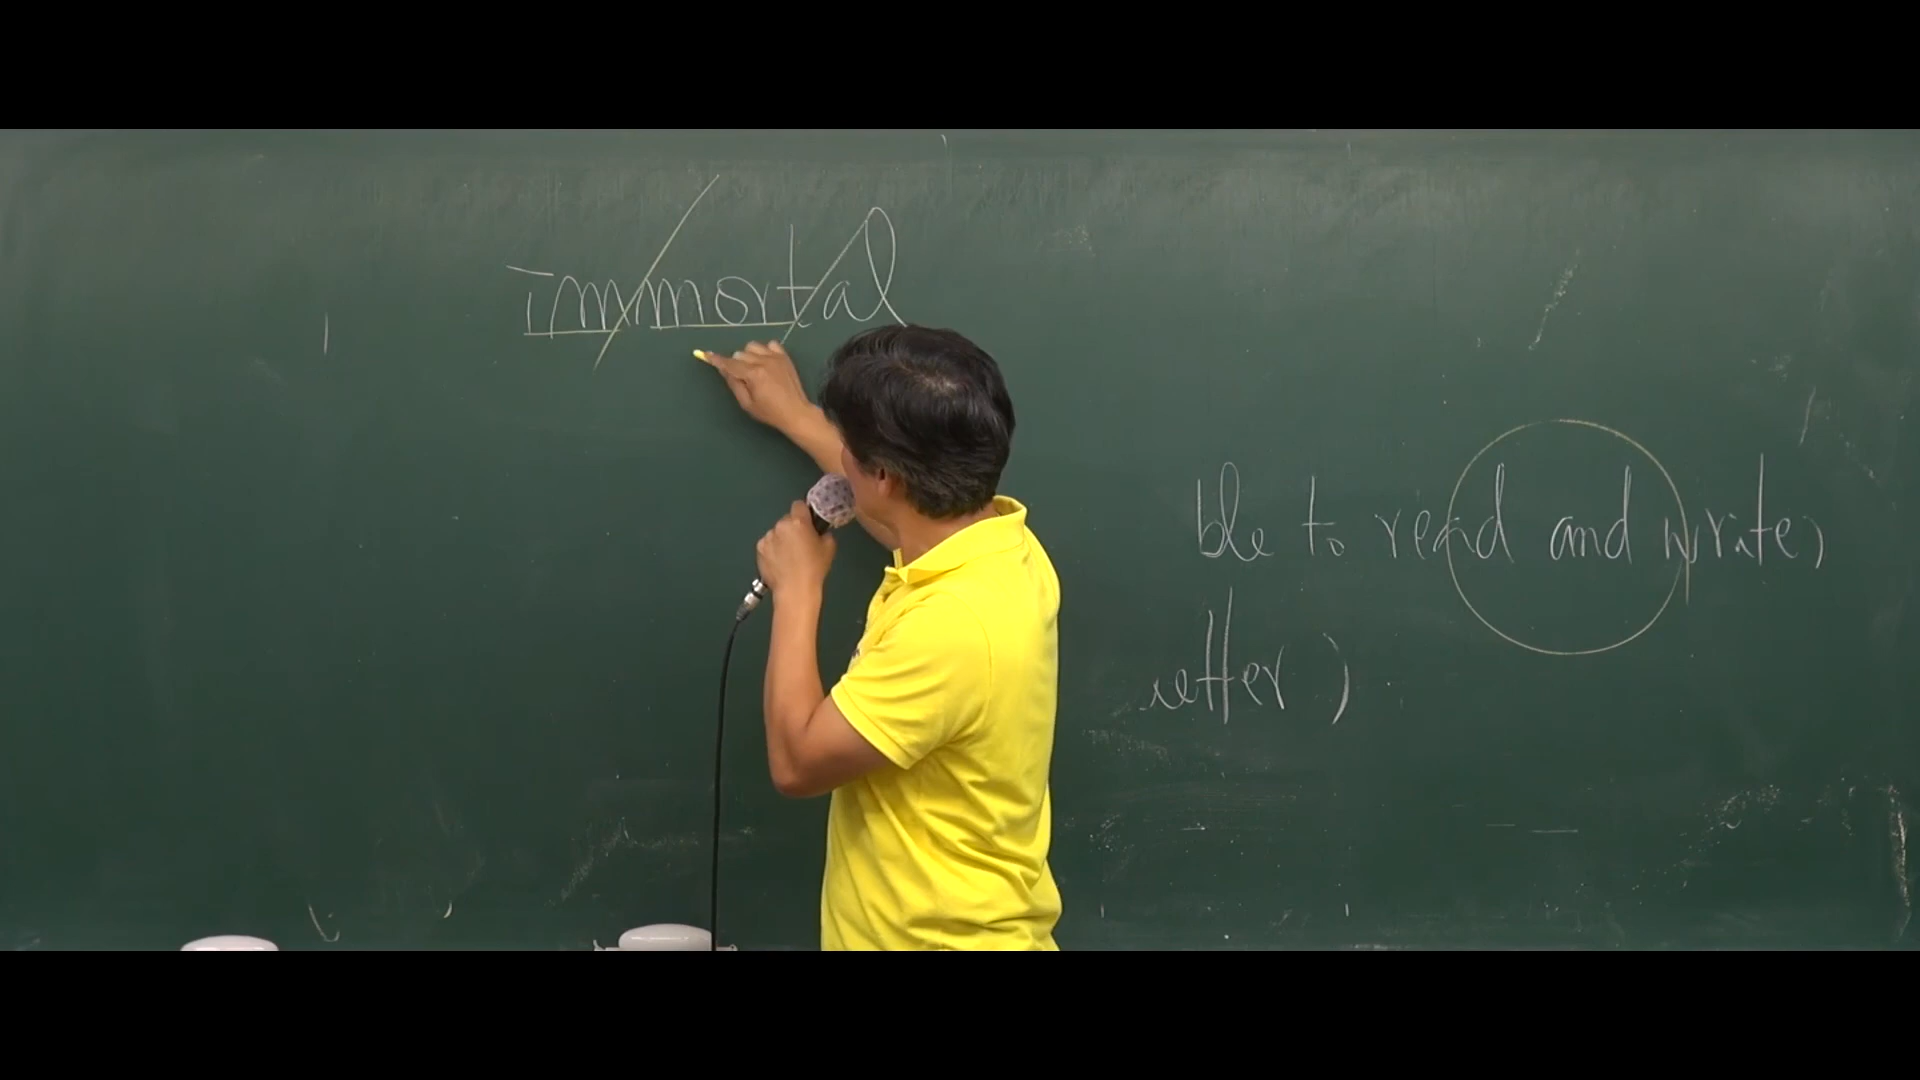 immortal
ble to read and write,
etter)